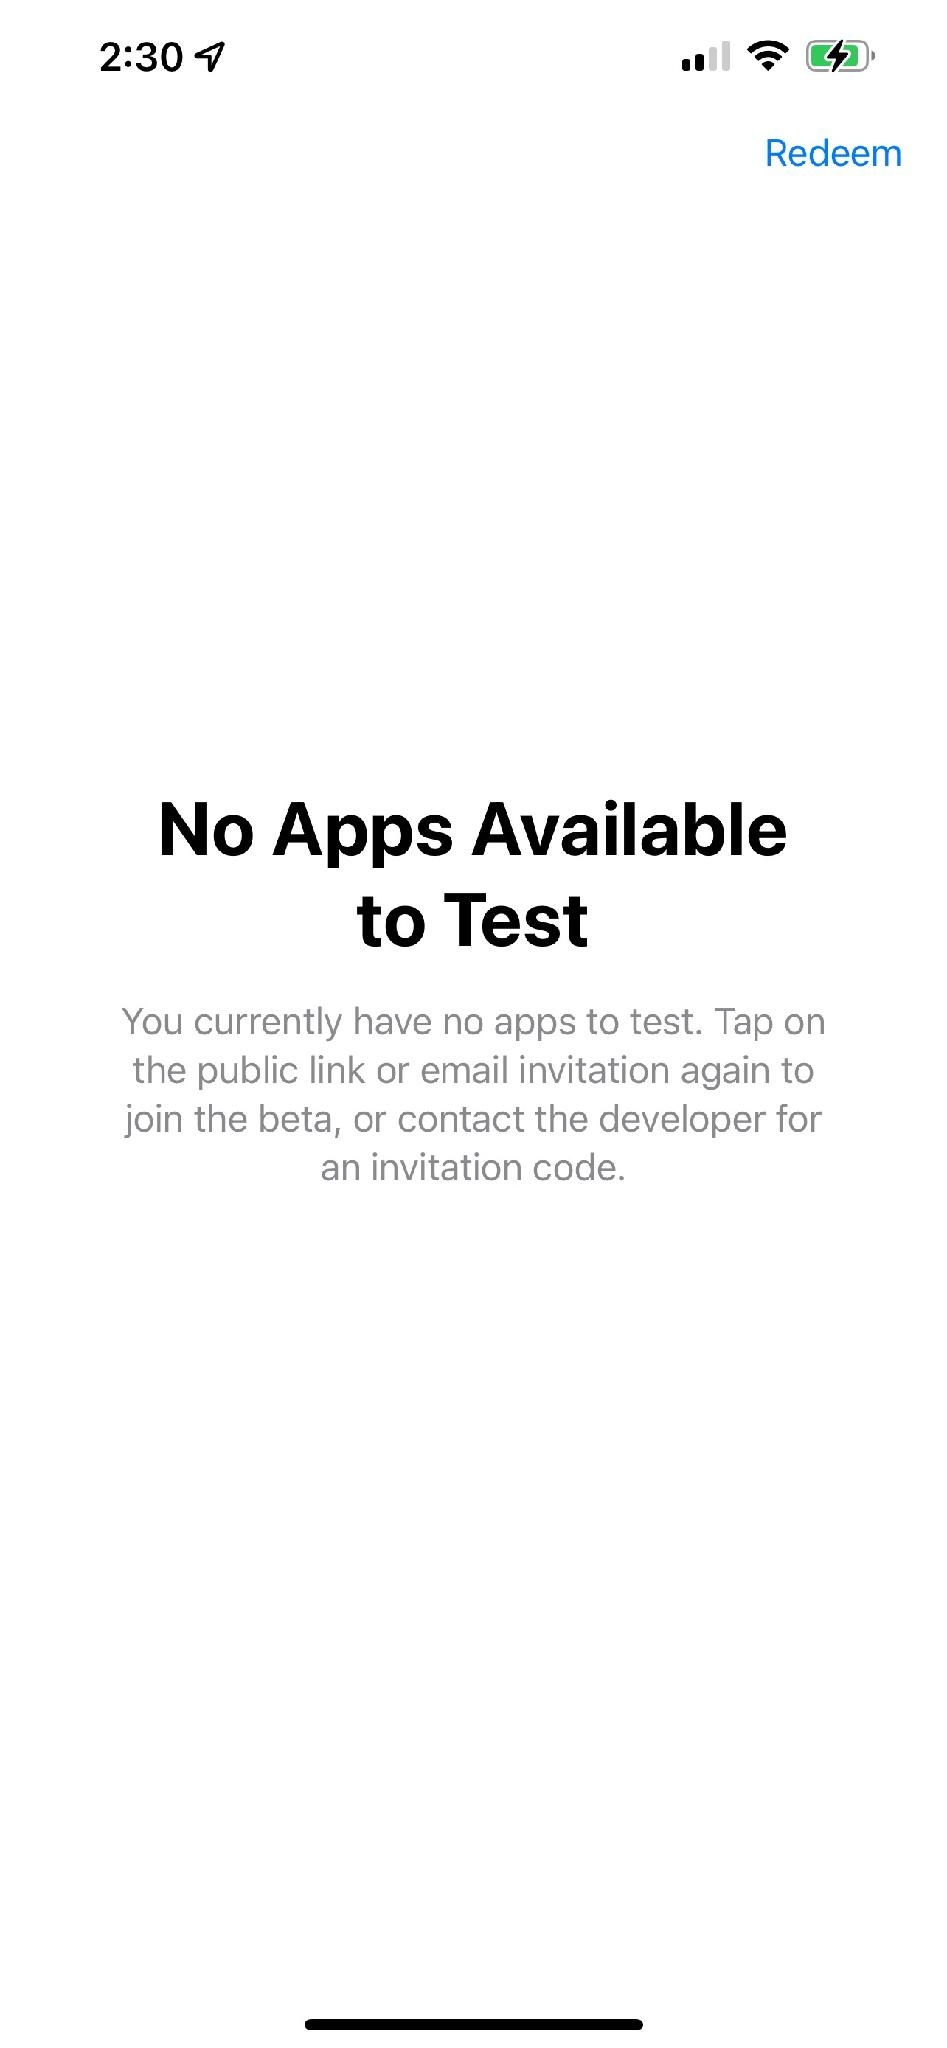 2:30
Redeem
No Apps Available
to Test
You currently have no apps to test. Tap on
the public link or email invitation again to
join the beta, or contact the developer for
an invitation code.